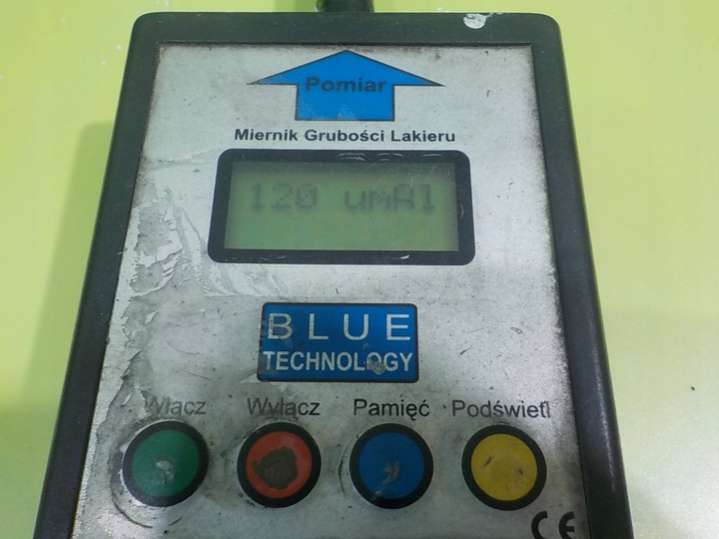 Pomiar
Miernik Grubości Lakieru
120 umAl
BLUE
TECHNOLOGY
Włącz Wyłącz Pamięć Podświetl
CE